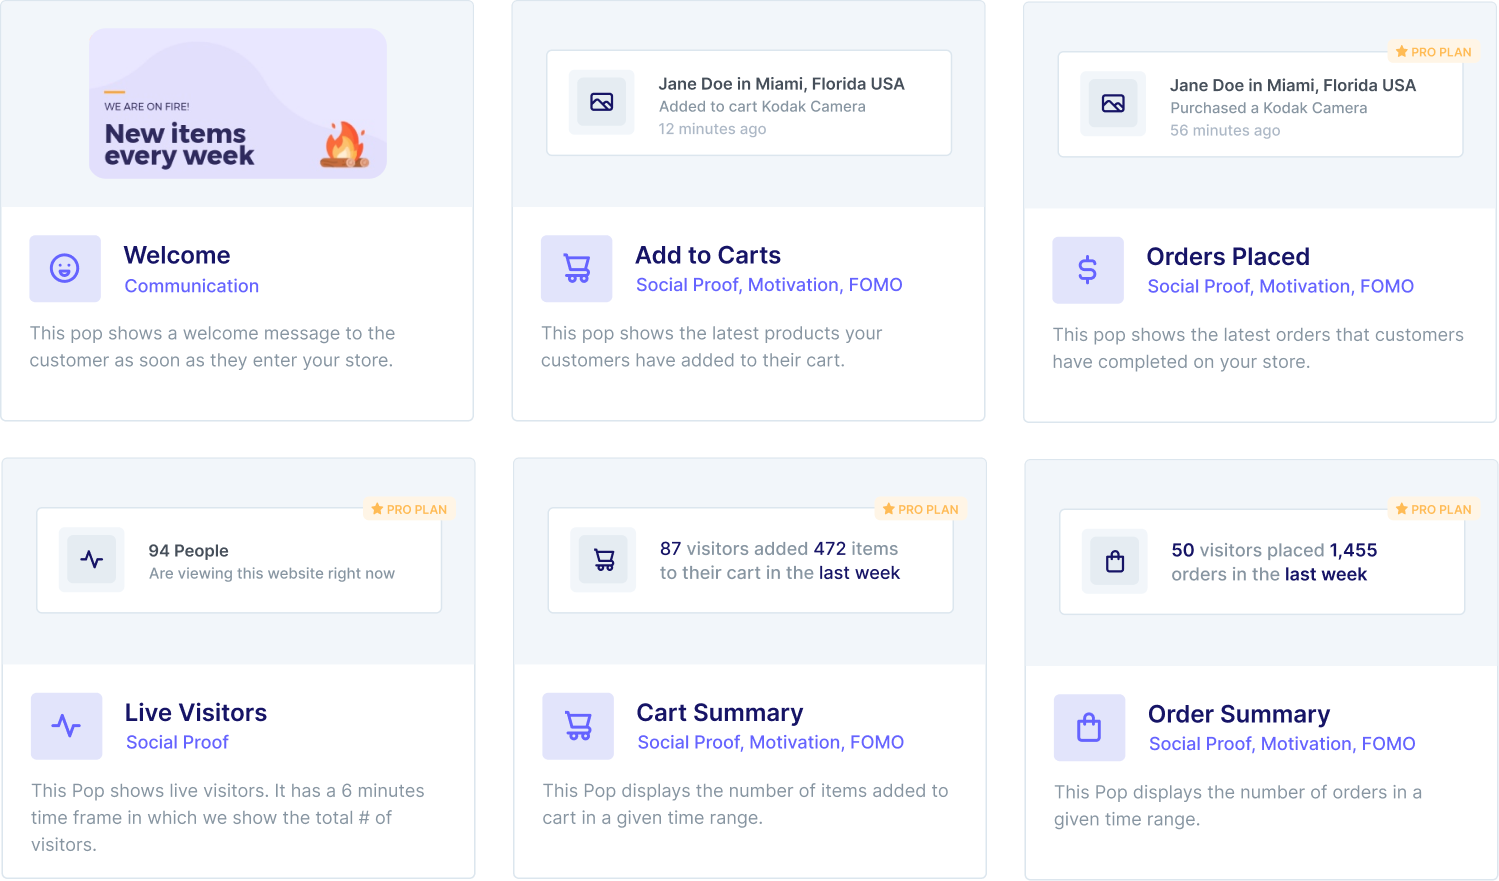 WE ARE ON FIRE!
New items
every week
Welcome
Communication
This pop shows a welcome message to the
customer as soon as they enter your store.
Jane Doe in Miami, Florida USA
Added to cart Kodak Camera
12 minutes ago
Add to Carts
Social Proof, Motivation, FOMO
This pop shows the latest products your
customers have added to their cart.
PRO PLAN
Jane Doe in Miami, Florida USA
Purchased a Kodak Camera
56 minutes ago
Orders Placed
Social Proof, Motivation, FOMO
This pop shows the latest orders that customers
have completed on your store.
PRO PLAN
94 People
Are viewing this website right now
Live Visitors
Social Proof
This Pop shows live visitors. It has a 6 minutes
time frame in which we show the total # of
visitors.
PRO PLAN
87 visitors added 472 items
to their cart in the last week
Cart Summary
Social Proof, Motivation, FOMO
This Pop displays the number of items added to
cart in a given time range.
PRO PLAN
50 visitors placed 1,455
orders in the last week
Order Summary
Social Proof, Motivation, FOMO
This Pop displays the number of orders in a
given time range.